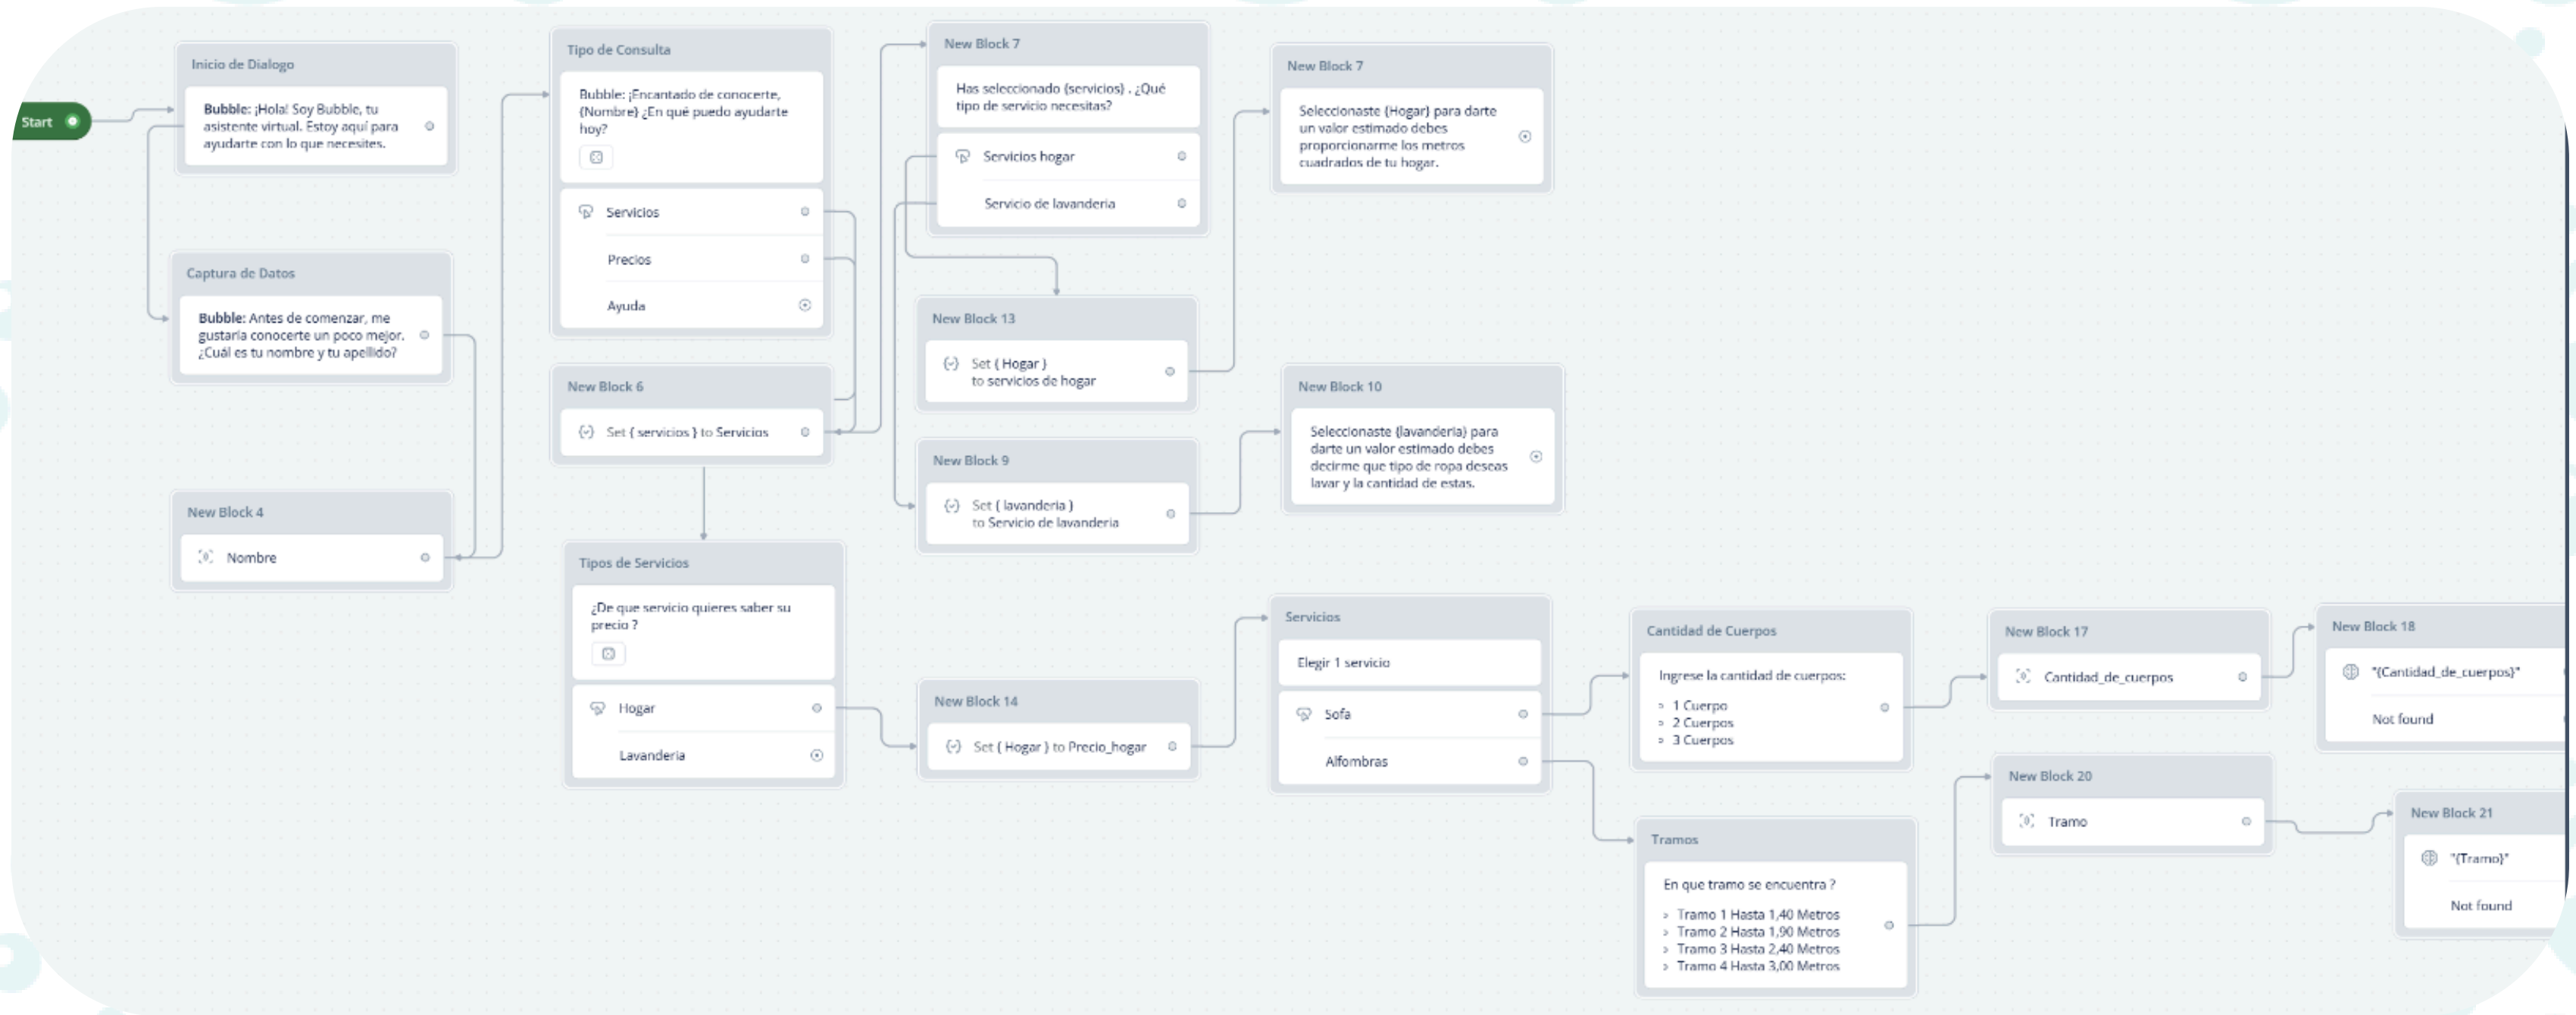 Start
Inicio de Dialogo
Bubble: ¡Hola! Soy Bubble, tu
asistente virtual. Estoy aquí para
ayudarte con lo que necesites.
Captura de Datos
Bubble: Antes de comenzar, me
gustaría conocerte un poco mejor.
¿Cuál es tu nombre y tu apellido?
New Block 4
Nombre
Tipo de Consulta
Bubble: ¡Encantado de conocerte,
{Nombre} ¿En qué puedo ayudarte
hoy?
Servicios
Precios
Ayuda
New Block 6
Set { servicios } to Servicios
Tipos de Servicios
¿De que servicio quieres saber su
precio ?
Hogar
Lavanderia
New Block 7
Has seleccionado {servicios} . ¿Qué
tipo de servicio necesitas?
Servicios hogar
Servicio de lavanderia
New Block 13
Set { Hogar }
to servicios de hogar
New Block 9
Set { lavanderia }
to Servicio de lavanderia
New Block 14
Set { Hogar } to Precio_hogar
New Block 7
Seleccionaste {Hogar} para darte
un valor estimado debes
proporcionarme los metros
cuadrados de tu hogar.
New Block 10
Seleccionaste {lavanderia} para
darte un valor estimado debes
decirme que tipo de ropa deseas
lavar y la cantidad de estas.
Servicios
Elegir 1 servicio
Sofa
Alfombras
Cantidad de Cuerpos
Ingrese la cantidad de cuerpos:
1 Cuerpo
2 Cuerpos
3 Cuerpos
Tramos
En que tramo se encuentra ?
Tramo 1 Hasta 1,40 Metros
Tramo 2 Hasta 1,90 Metros
Tramo 3 Hasta 2,40 Metros
Tramo 4 Hasta 3,00 Metros
New Block 17
Cantidad_de_cuerpos
New Block 20
Tramo
New Block 18
"{Cantidad_de_cuerpos}"
Not found
New Block 21
"{Tramo}"
Not found